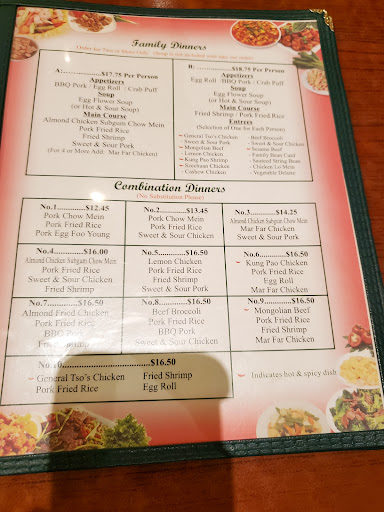 Family Dinners
A:...............$17.75 Per Person
Appetizers
BBQ Pork / Egg Roll / Crab Puff
Soup
Egg Flower Soup
(or Hot & Sour Soup)
Main Course
Almond Chicken Subgum Chow Mein
Pork Fried Rice
Fried Shrimp
Sweet & Sour Pork
(For 4 or More Add: Mar Far Chicken)
B: ...............$18.75 Per Person
Appetizers
Egg Roll / BBQ Pork / Crab Puff
Soup
Egg Flower Soup
(or Hot & Sour Soup)
Main Course
Fried Shrimp / Pork Fried Rice
Entrees
(Selection of One for Each Person)
- General Tso's Chicken
- Sweet & Sour Pork
- Mongolian Beef
- Lemon Chicken
- Kung Pao Shrimp
- Szechuan Chicken
- Cashew Chicken
- Beef Broccoli
- Sweet & Sour Chicken
- Sesame Beef
- Family Bean Curd
- Sauteed String Bean
- Chicken Lo Mein
- Vegetable Deluxe
Combination Dinners
(No Substitution Please)
No.1............$12.45
Pork Chow Mein
Pork Fried Rice
Pork Egg Foo Young
No.2............$13.45
Pork Chow Mein
Pork Fried Rice
Sweet & Sour Chicken
No.3............$14.25
Almond Chicken Subgum Chow Mein
Mar Far Chicken
Sweet & Sour Pork
No.4............$16.00
Almond Chicken Subgum Chow Mein
Pork Fried Rice
Sweet & Sour Chicken
Fried Shrimp
No.5............$16.50
Lemon Chicken
Pork Fried Rice
Fried Shrimp
Sweet & Sour Pork
No.6............$16.50
Kung Pao Chicken
Pork Fried Rice
Egg Roll
Mar Far Chicken
No.7............$16.50
Almond Fried Chicken
Pork Fried Rice
BBQ Pork
Fried Shrimp
No.8............$16.50
Beef Broccoli
Pork Fried Rice
BBQ Pork
Sweet & Sour Chicken
No.9............$16.50
Mongolian Beef
Pork Fried Rice
Fried Shrimp
Mar Far Chicken
No.10....................................$16.50
General Tso's Chicken Fried Shrimp
Pork Fried Rice Egg Roll
Indicates hot & spicy dish